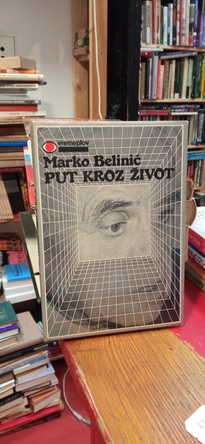 vremeplov
Marko Belinić
PUT KROZ ŽIVOT